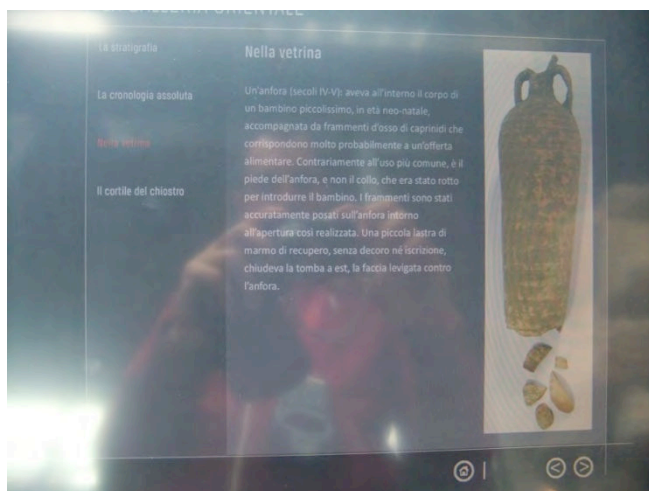 GALLERIA ORIENTALE
La stratigrafia
La cronologia assoluta
Nella vetrina
Il cortile del chiostro
Nella vetrina
Un'anfora (secoli IV-V): aveva all'interno il corpo di
un bambino piccolissimo, in età neo-natale,
accompagnata da frammenti d'osso di caprinidi che
corrispondono molto probabilmente a un'offerta
alimentare. Contrariamente all'uso più comune, è il
piede dell'anfora, e non il collo, che era stato rotto
per introdurre il bambino. I frammenti sono stati
accuratamente posati sull'anfora intorno
all'apertura così realizzata. Una piccola lastra di
marmo di recupero, senza decoro né iscrizione,
chiudeva la tomba a est, la faccia levigata contro
l'anfora.